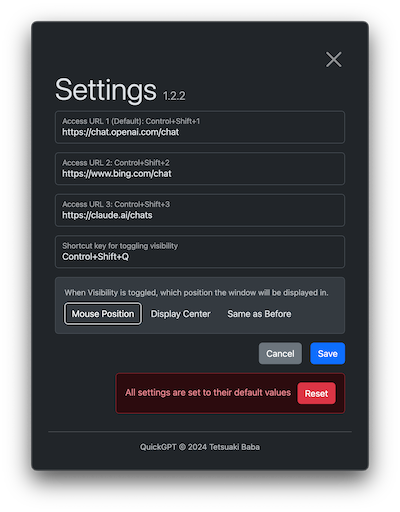 Settings 1.2.2
Access URL 1 (Default): Control+Shift+1
https://chat.openai.com/chat
Access URL 2: Control+Shift+2
https://www.bing.com/chat
Access URL 3: Control+Shift+3
https://claude.ai/chats
Shortcut key for toggling visibility
Control+Shift+Q
When Visibility is toggled, which position the window will be displayed in.
Mouse Position Display Center Same as Before
Cancel Save
All settings are set to their default values Reset
QuickGPT © 2024 Tetsuaki Baba